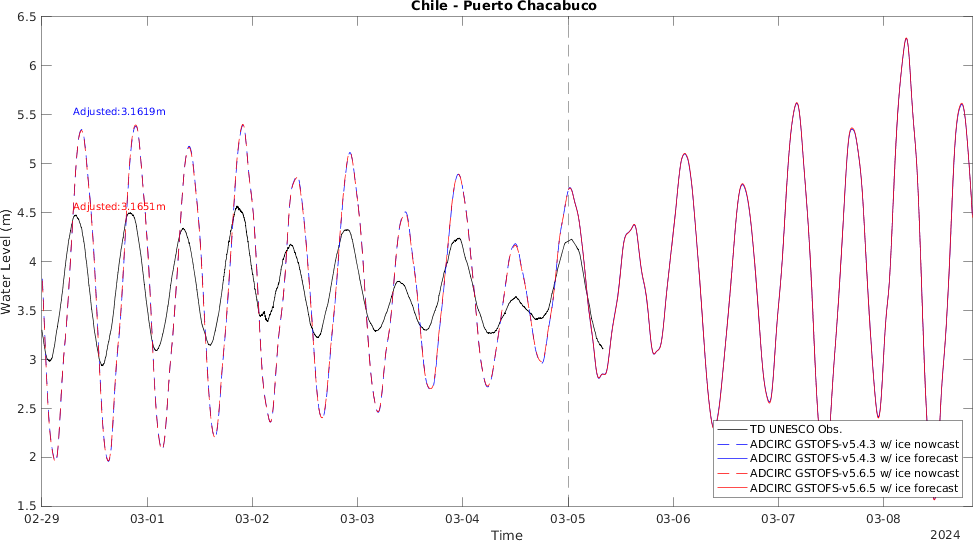 Chile - Puerto Chacabuco
6.5
6
5.5
5
4.5
4
3.5
3
2.5
2
1.5
Water Level (m)
Adjusted:3.1619m
Adjusted:3.1651m
TD UNESCO Obs.
ADCIRC GSTOFS-v5.4.3 w/ ice nowcast
ADCIRC GSTOFS-v5.4.3 w/ ice forecast
ADCIRC GSTOFS-v5.6.5 w/ ice nowcast
ADCIRC GSTOFS-v5.6.5 w/ ice forecast
02-29 03-01 03-02 03-03 03-04 03-05 03-06 03-07 03-08
Time
2024